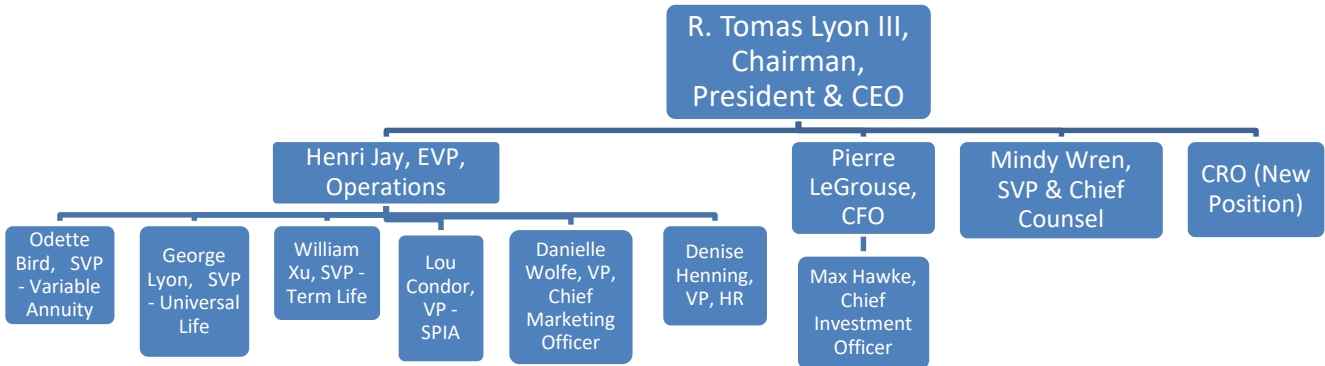 R. Tomas Lyon III,
Chairman,
President & CEO
Henri Jay, EVP,
Operations
Pierre
LeGrouse,
CFO
Mindy Wren,
SVP & Chief
Counsel
CRO (New
Position)
Odette
Bird, SVP
- Variable
Annuity
George
Lyon, SVP
- Universal
Life
William
Xu, SVP -
Term Life
Lou
Condor,
VP -
SPIA
Danielle
Wolfe, VP,
Chief
Marketing
Officer
Denise
Henning,
VP, HR
Max Hawke,
Chief
Investment
Officer